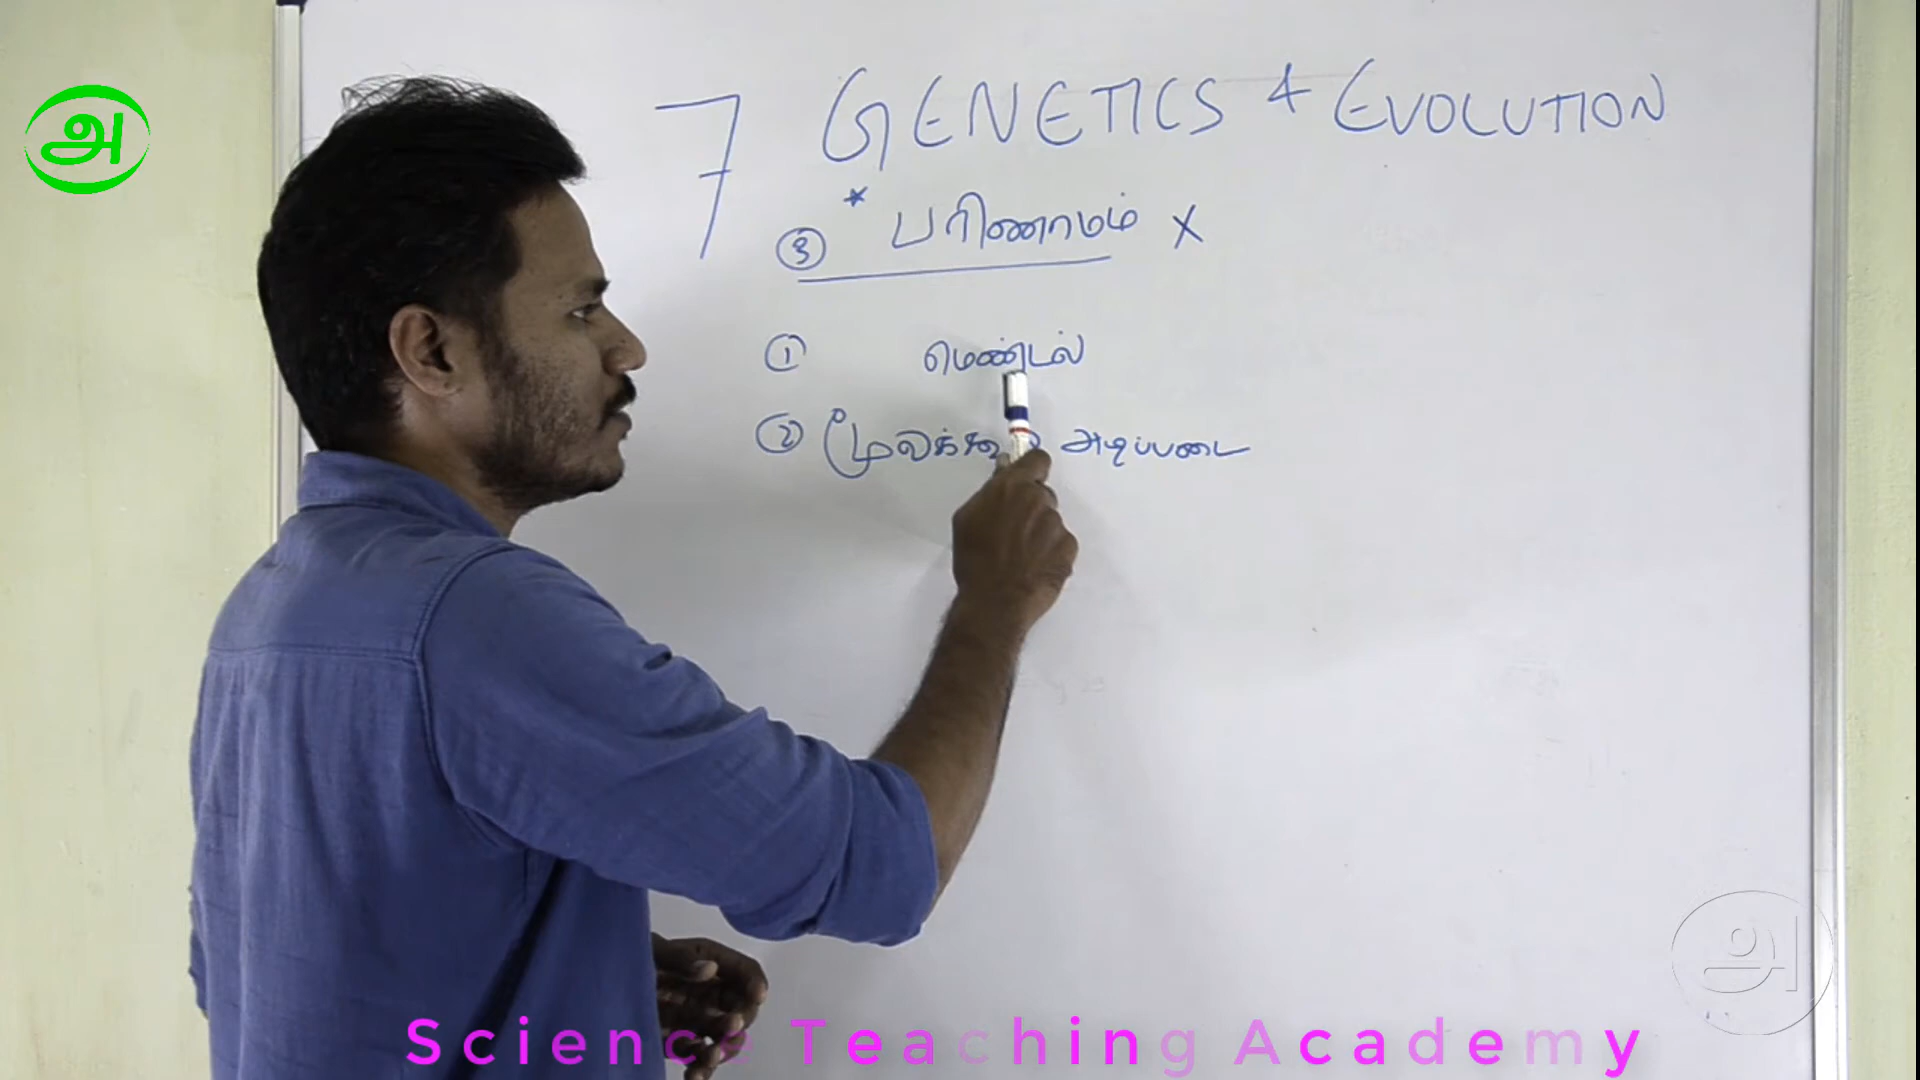 அ
7 GENETICS + EVOLUTION
* பரிணாமம் X
③
① மெண்டல்
② அடிப்படை
அ
Science Teaching Academy